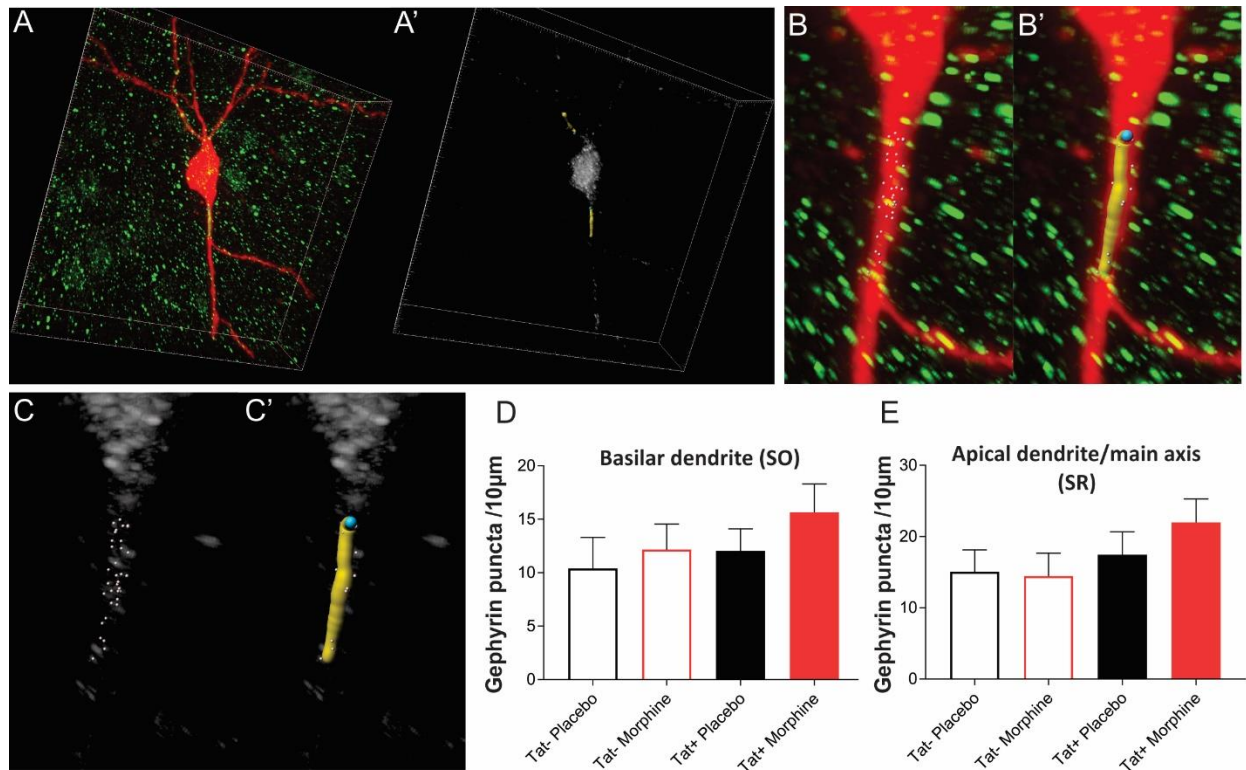 A
A'
B
B'
C
C'
D
Basilar dendrite (SO)
Gephyrin puncta /10μm
20
15
10
5
0
Tat- Placebo
Tat- Morphine
Tat+ Placebo
Tat+ Morphine
E
Apical dendrite/main axis
(SR)
Gephyrin puncta /10μm
30
20
10
0
Tat- Placebo
Tat- Morphine
Tat+ Placebo
Tat+ Morphine